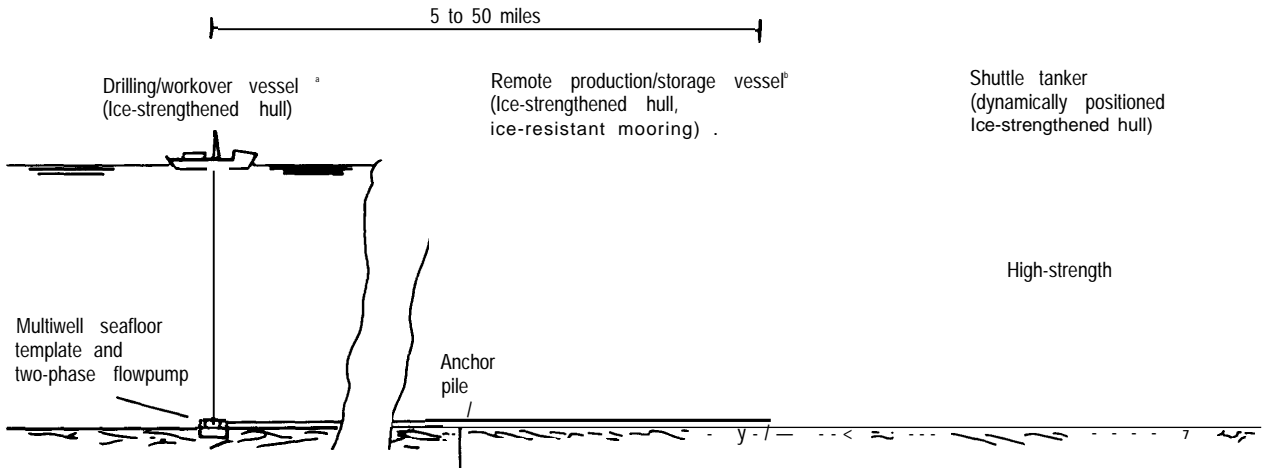 5 to 50 miles
Drilling/workover vessel a
(Ice-strengthened hull)
Remote production/storage vessel b
(Ice-strengthened hull,
ice-resistant mooring) .
Shuttle tanker
(dynamically positioned
Ice-strengthened hull)
High-strength
Multiwell seafloor
template and
two-phase flowpump
Anchor
pile